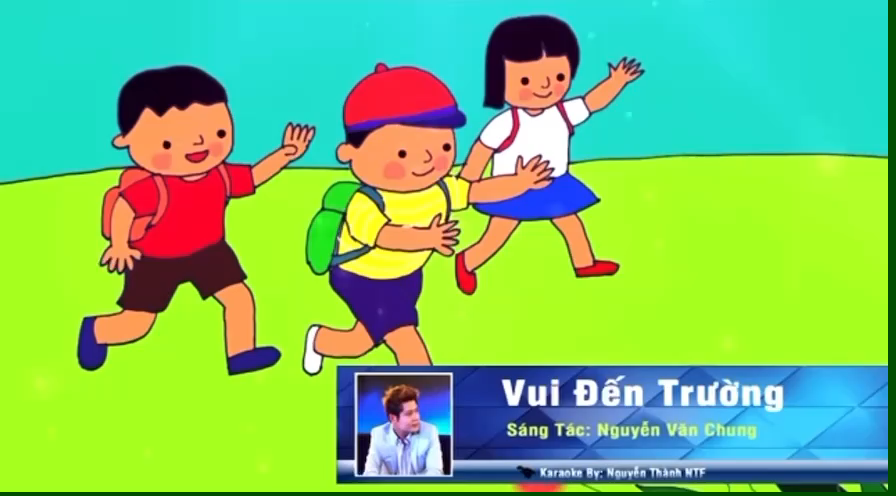 Vui Đến Trường
Sáng Tác: Nguyễn Văn Chung
Karaoke By: Nguyễn Thành NTF